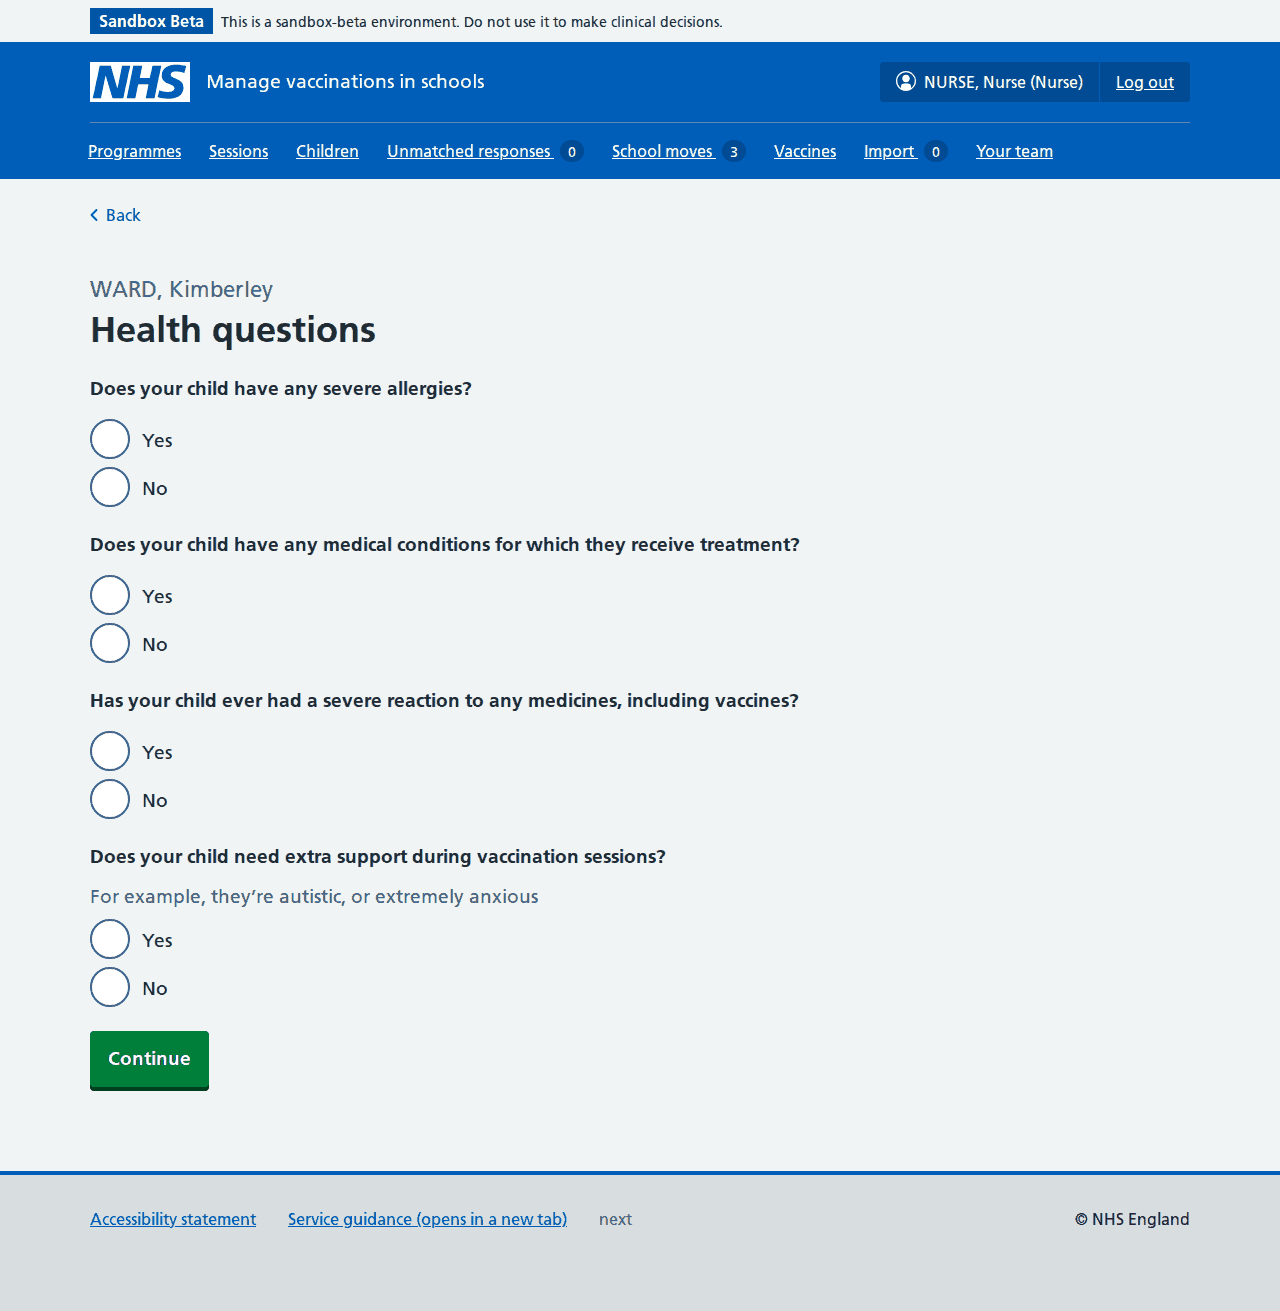 Sandbox Beta This is a sandbox-beta environment. Do not use it to make clinical decisions.
NHS Manage vaccinations in schools NURSE, Nurse (Nurse) Log out
Programmes Sessions Children Unmatched responses 0 School moves 3 Vaccines Import 0 Your team
Back
WARD, Kimberley
Health questions
Does your child have any severe allergies?
Yes
No
Does your child have any medical conditions for which they receive treatment?
Yes
No
Has your child ever had a severe reaction to any medicines, including vaccines?
Yes
No
Does your child need extra support during vaccination sessions?
For example, they’re autistic, or extremely anxious
Yes
No
Continue
Accessibility statement Service guidance (opens in a new tab) next © NHS England